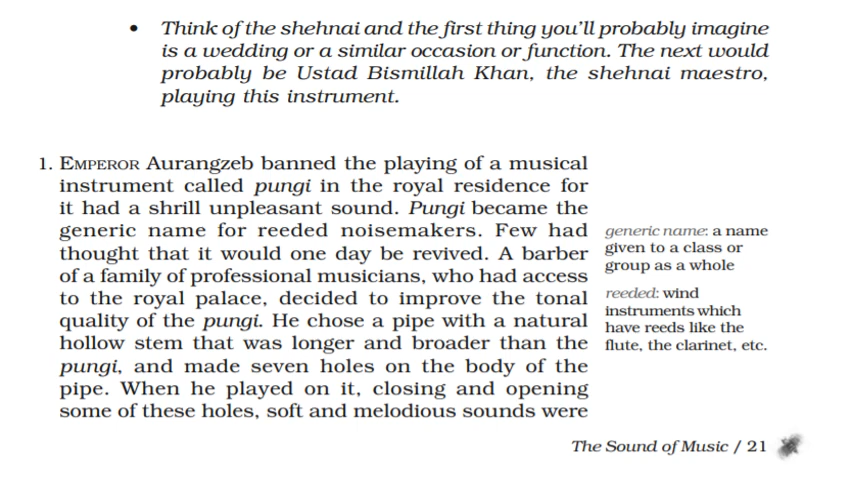 • Think of the shehnai and the first thing you'll probably imagine
is a wedding or a similar occasion or function. The next would
probably be Ustad Bismillah Khan, the shehnai maestro,
playing this instrument.
1. EMPEROR Aurangzeb banned the playing of a musical
instrument called pungi in the royal residence for
it had a shrill unpleasant sound. Pungi became the
generic name for reeded noisemakers. Few had
thought that it would one day be revived. A barber
of a family of professional musicians, who had access
to the royal palace, decided to improve the tonal
quality of the pungi. He chose a pipe with a natural
hollow stem that was longer and broader than the
pungi, and made seven holes on the body of the
pipe. When he played on it, closing and opening
some of these holes, soft and melodious sounds were
generic name: a name
given to a class or
group as a whole
reeded: wind
instruments which
have reeds like the
flute, the clarinet, etc.
The Sound of Music / 21